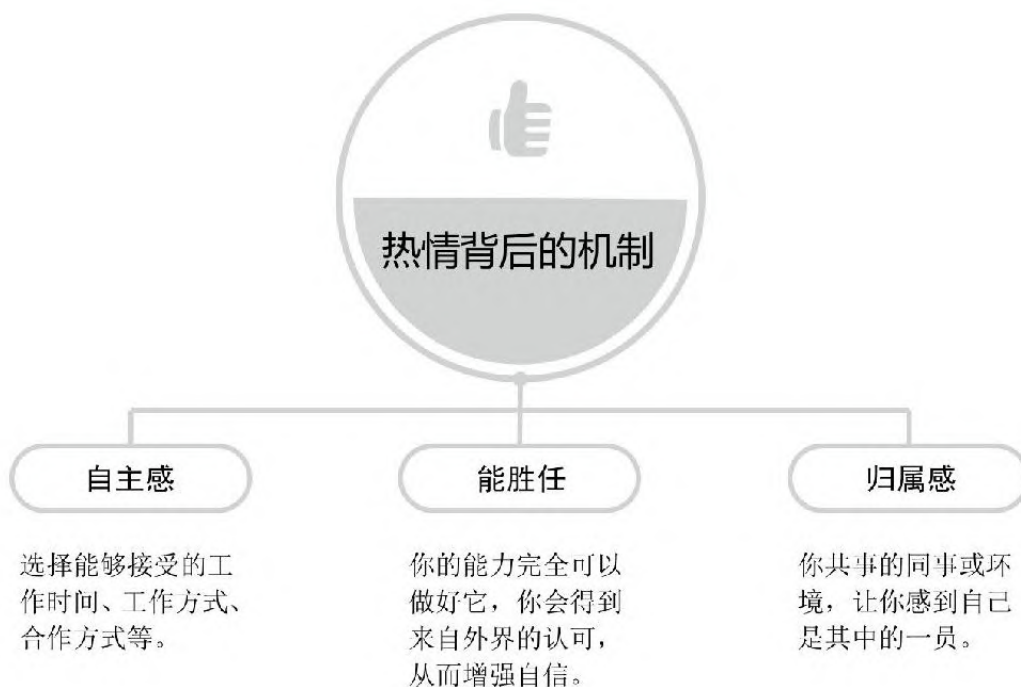 热情背后的机制
自主感
选择能够接受的工
作时间、工作方式、
合作方式等。
能胜任
你的能力完全可以
做好它，你会得到
来自外界的认可，
从而增强自信。
归属感
你共事的同事或环
境，让你感到自己
是其中的一员。